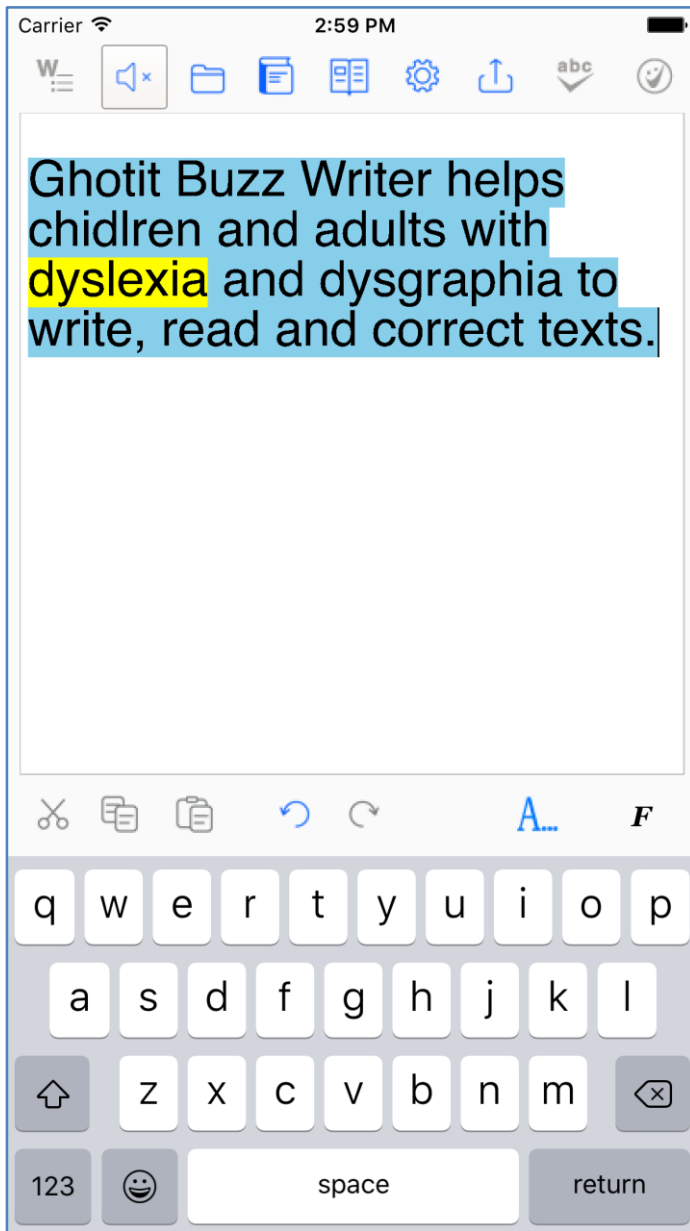 Carrier 2:59 PM
W abc
Ghotit Buzz Writer helps
chidlren and adults with
dyslexia and dysgraphia to
write, read and correct texts.
A... F
q w e r t y u i o p
a s d f g h j k l
z x c v b n m
123 space return